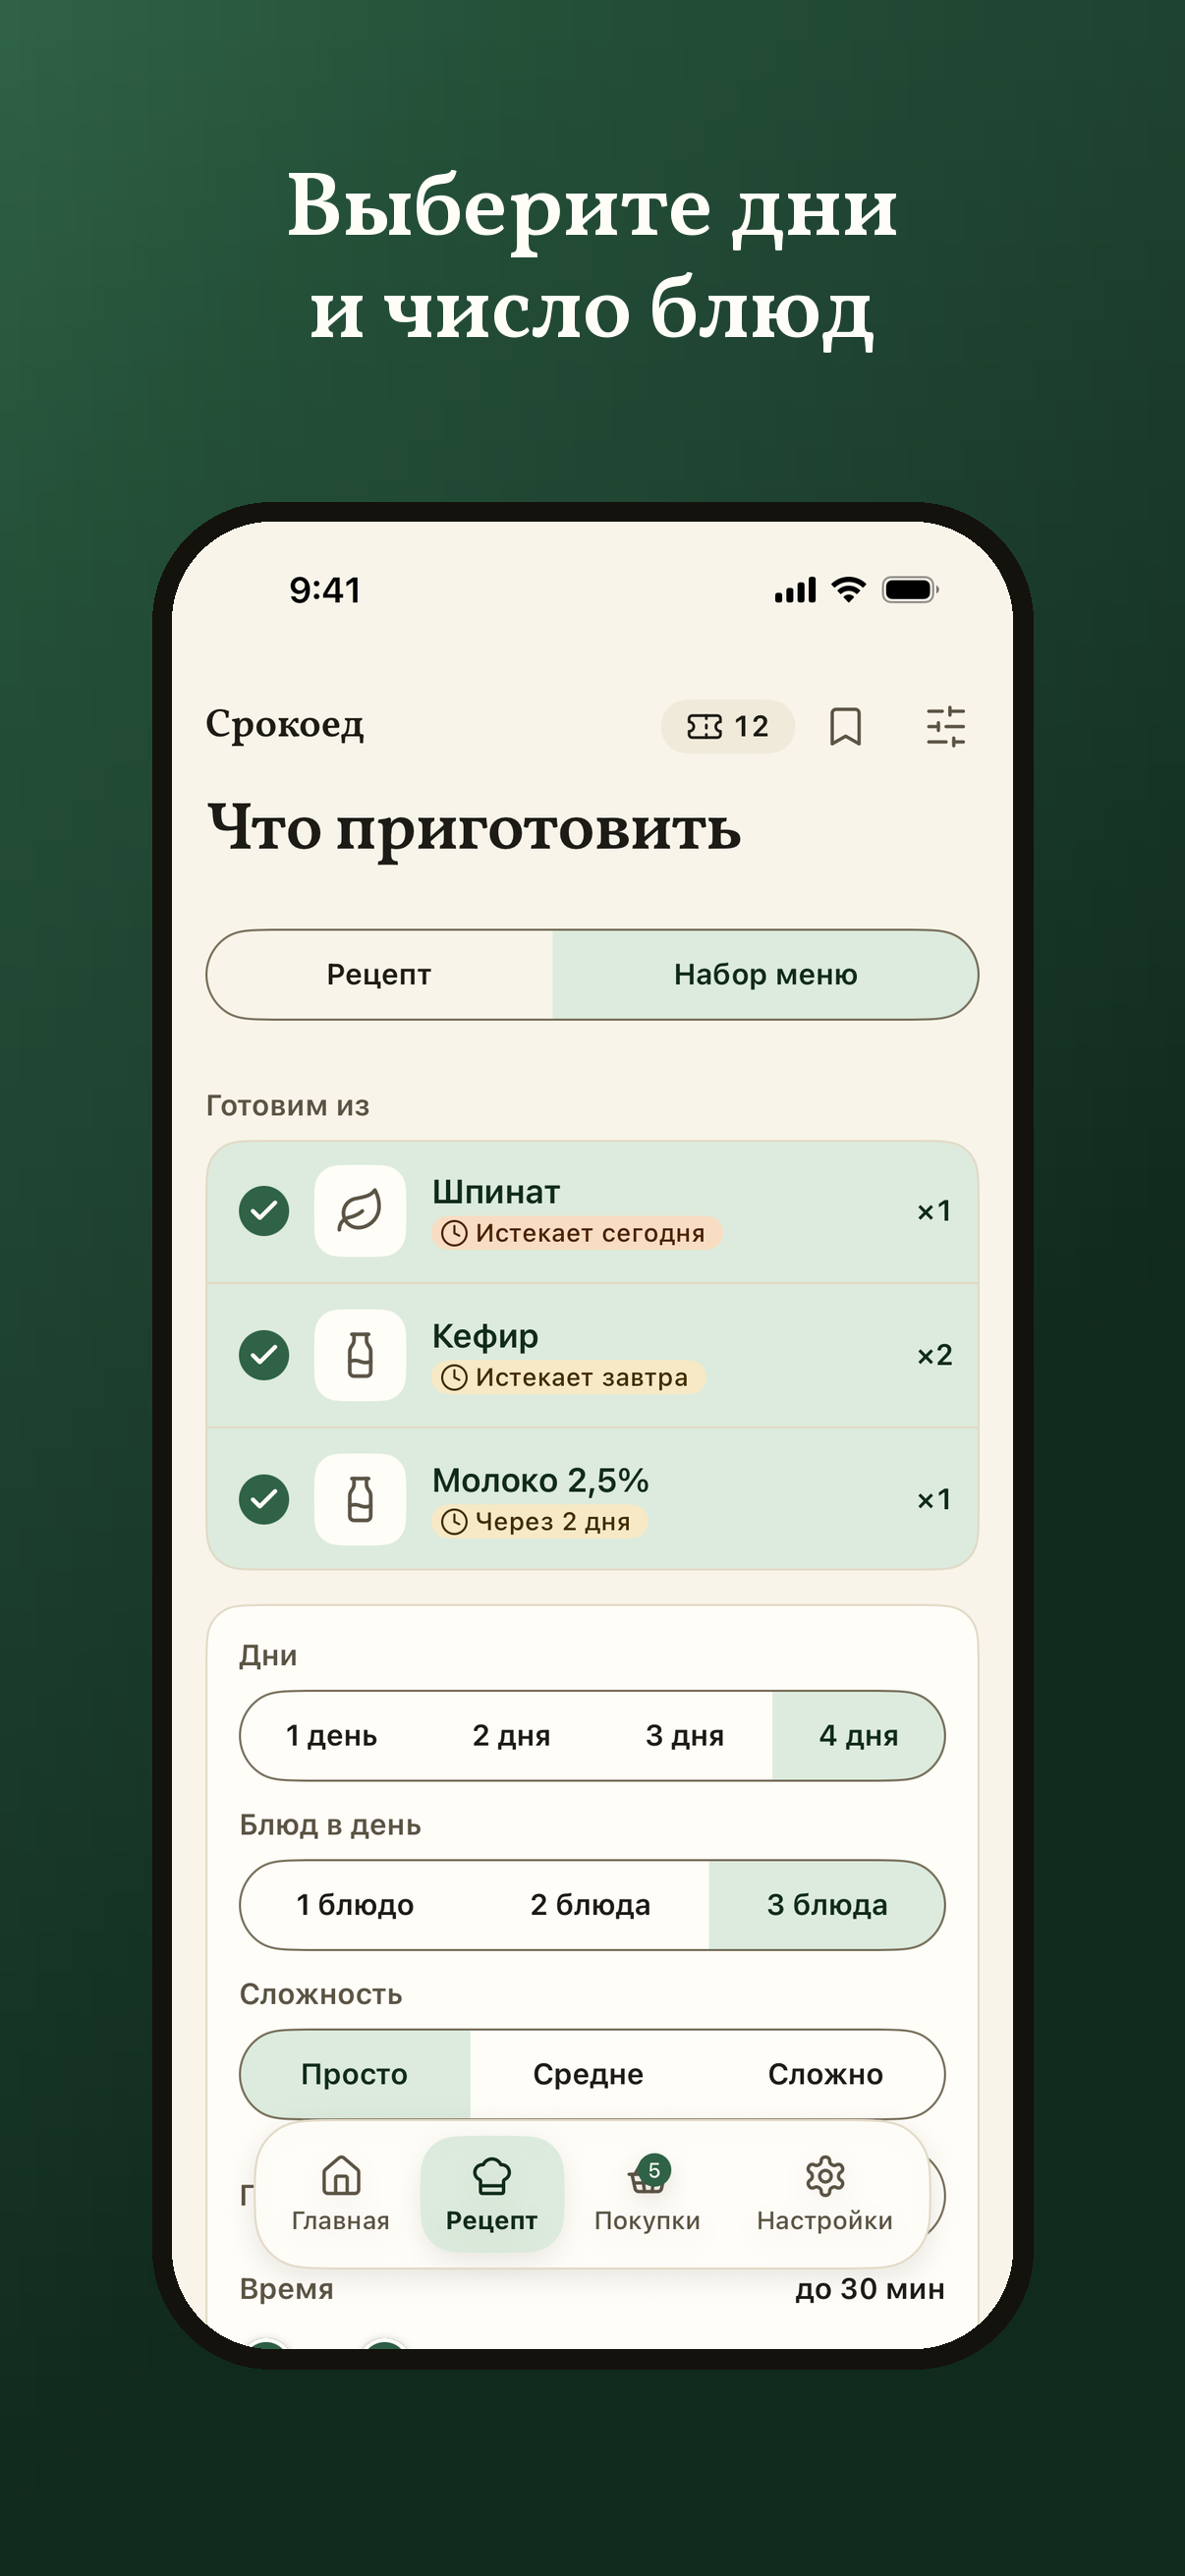 Выберите дни
и число блюд
9:41
Срокоед
12
Что приготовить
Рецепт
Набор меню
Готовим из
Шпинат
Истекает сегодня
×1
Кефир
Истекает завтра
×2
Молоко 2,5%
Через 2 дня
×1
Дни
1 день
2 дня
3 дня
4 дня
Блюд в день
1 блюдо
2 блюда
3 блюда
Сложность
Просто
Средне
Сложно
5
Главная
Рецепт
Покупки
Настройки
Время
до 30 мин